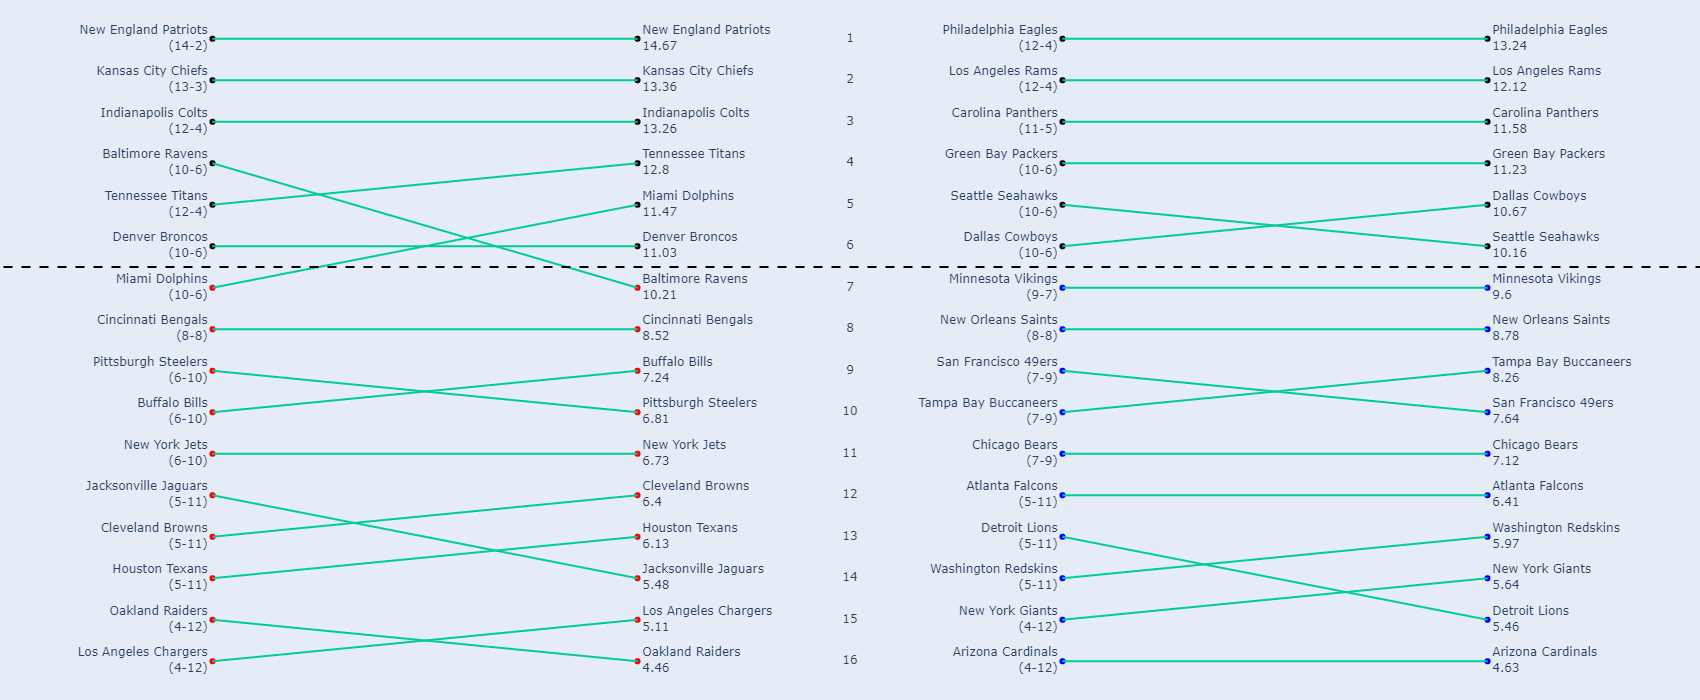 New England Patriots
(14-2)
New England Patriots
14.67
1
Philadelphia Eagles
(12-4)
Philadelphia Eagles
13.24
Kansas City Chiefs
(13-3)
Kansas City Chiefs
13.36
2
Los Angeles Rams
(12-4)
Los Angeles Rams
12.12
Indianapolis Colts
(12-4)
Indianapolis Colts
13.26
3
Carolina Panthers
(11-5)
Carolina Panthers
11.58
Baltimore Ravens
(10-6)
Tennessee Titans
12.8
4
Green Bay Packers
(10-6)
Green Bay Packers
11.23
Tennessee Titans
(12-4)
Miami Dolphins
11.47
5
Seattle Seahawks
(10-6)
Dallas Cowboys
10.67
Denver Broncos
(10-6)
Denver Broncos
11.03
6
Dallas Cowboys
(10-6)
Seattle Seahawks
10.16
Miami Dolphins
(10-6)
Baltimore Ravens
10.21
7
Minnesota Vikings
(9-7)
Minnesota Vikings
9.6
Cincinnati Bengals
(8-8)
Cincinnati Bengals
8.52
8
New Orleans Saints
(8-8)
New Orleans Saints
8.78
Pittsburgh Steelers
(6-10)
Buffalo Bills
7.24
9
San Francisco 49ers
(7-9)
Tampa Bay Buccaneers
8.26
Buffalo Bills
(6-10)
Pittsburgh Steelers
6.81
10
Tampa Bay Buccaneers
(7-9)
San Francisco 49ers
7.64
New York Jets
(6-10)
New York Jets
6.73
11
Chicago Bears
(7-9)
Chicago Bears
7.12
Jacksonville Jaguars
(5-11)
Cleveland Browns
6.4
12
Atlanta Falcons
(5-11)
Atlanta Falcons
6.41
Cleveland Browns
(5-11)
Houston Texans
6.13
13
Detroit Lions
(5-11)
Washington Redskins
5.97
Houston Texans
(5-11)
Jacksonville Jaguars
5.48
14
Washington Redskins
(5-11)
New York Giants
5.64
Oakland Raiders
(4-12)
Los Angeles Chargers
5.11
15
New York Giants
(4-12)
Detroit Lions
5.46
Los Angeles Chargers
(4-12)
Oakland Raiders
4.46
16
Arizona Cardinals
(4-12)
Arizona Cardinals
4.63